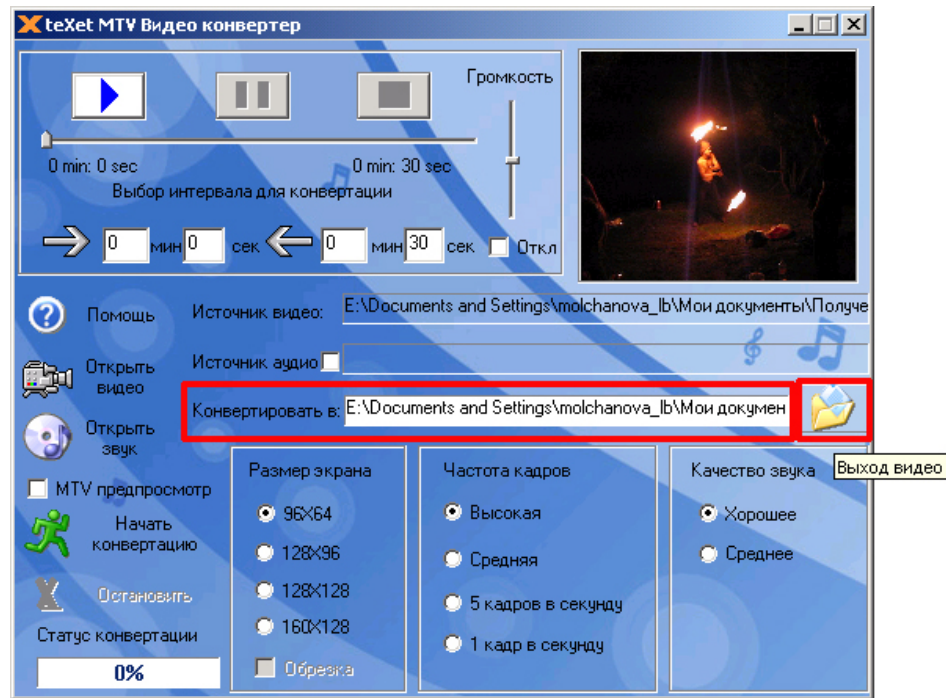 teXet MTV Видео конвертер
Громкость
0 min: 0 sec
0 min: 30 sec
Выбор интервала для конвертации
0 мин 0 сек 0 мин 30 сек Откл
Помощь
Источник видео: E:\Documents and Settings\molchanova_lb\Мои документы\Получе
Открыть
видео
Источник аудио
Конвертировать в: E:\Documents and Settings\molchanova_lb\Мои докумен
Открыть
звук
Выход видео
MTV предпросмотр
Начать
конвертацию
Остановить
Статус конвертации
0%
Размер экрана
96X64
128X96
128X128
160X128
Обрезка
Частота кадров
Высокая
Средняя
5 кадров в секунду
1 кадр в секунду
Качество звука
Хорошее
Среднее